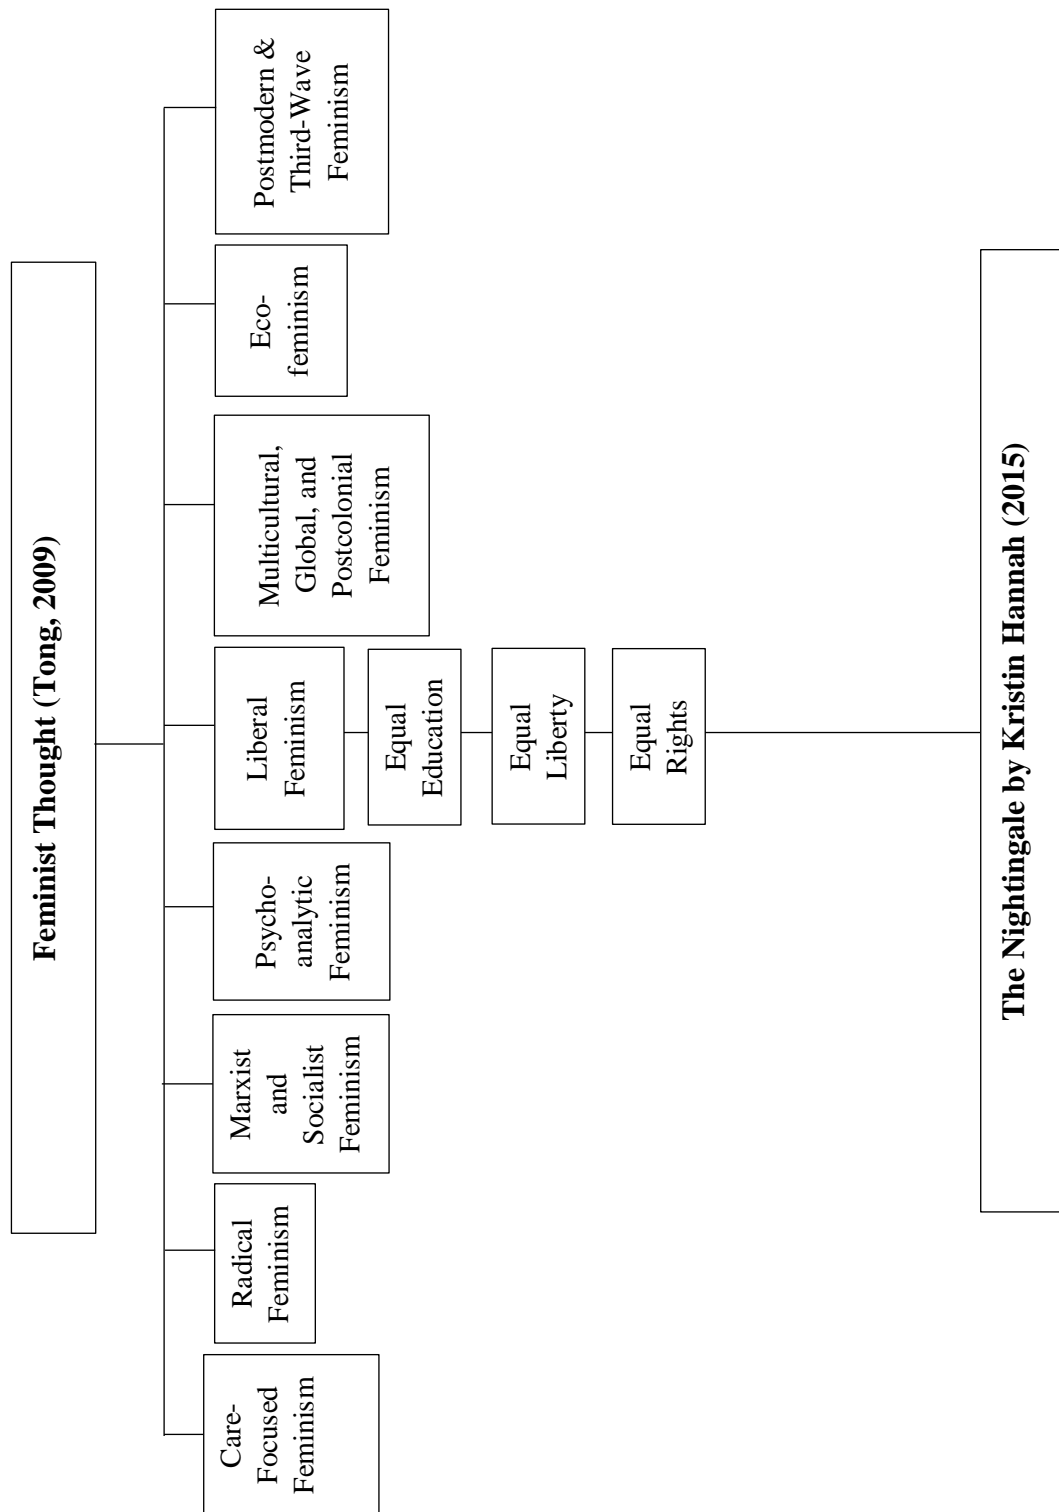 Feminist Thought (Tong, 2009)
Care-
Focused
Feminism
Radical
Feminism
Marxist
and
Socialist
Feminism
Psycho-
analytic
Feminism
Liberal
Feminism
Multicultural,
Global, and
Postcolonial
Feminism
Eco-
feminism
Postmodern &
Third-Wave
Feminism
Equal
Education
Equal
Liberty
Equal
Rights
The Nightingale by Kristin Hannah (2015)